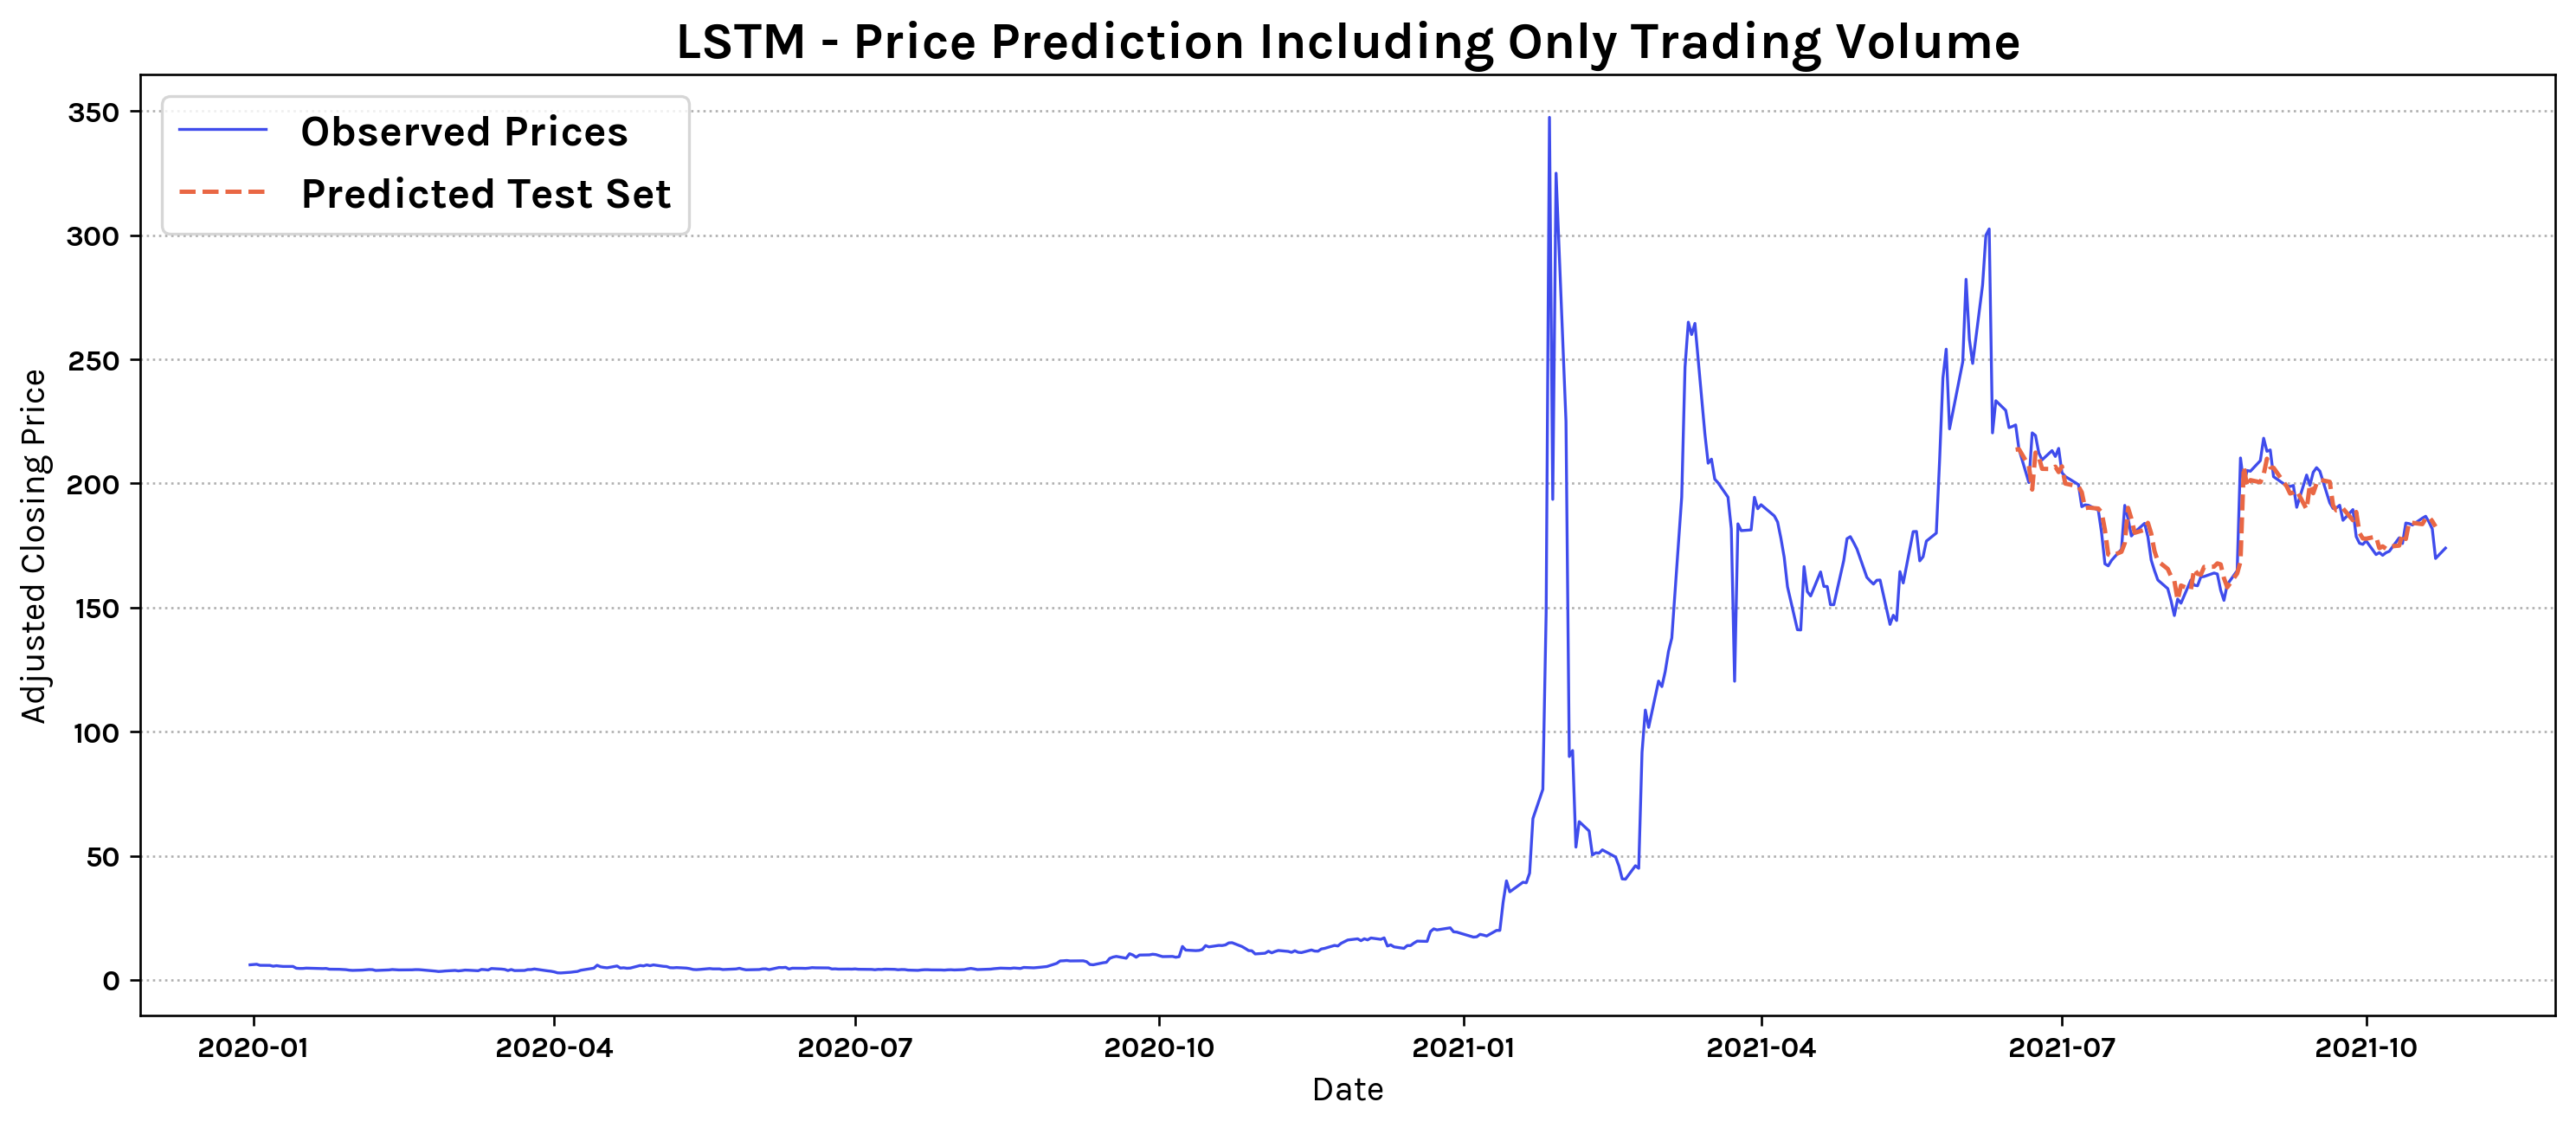 LSTM - Price Prediction Including Only Trading Volume
Observed Prices
Predicted Test Set
Adjusted Closing Price
350
300
250
200
150
100
50
0
2020-01 2020-04 2020-07 2020-10 2021-01 2021-04 2021-07 2021-10
Date